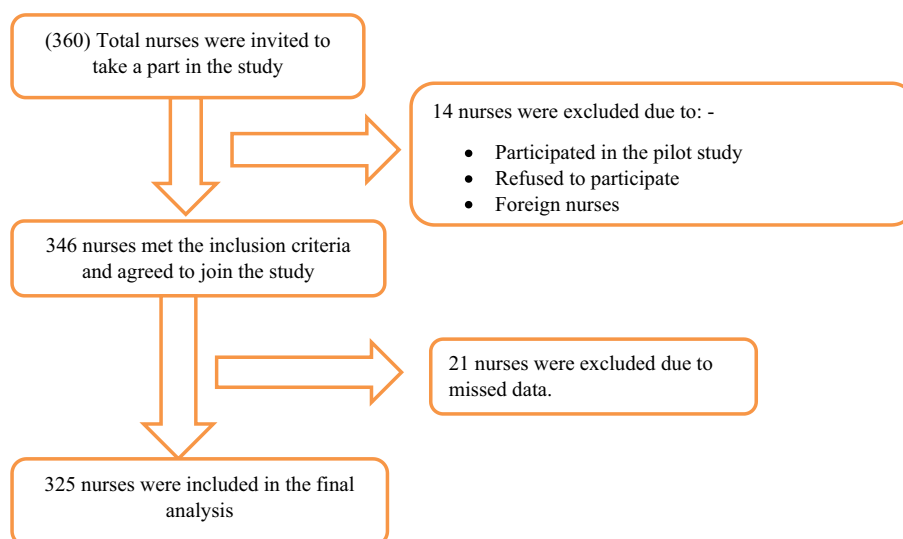 (360) Total nurses were invited to
take a part in the study
14 nurses were excluded due to: -
• Participated in the pilot study
• Refused to participate
• Foreign nurses
346 nurses met the inclusion criteria
and agreed to join the study
21 nurses were excluded due to
missed data.
325 nurses were included in the final
analysis